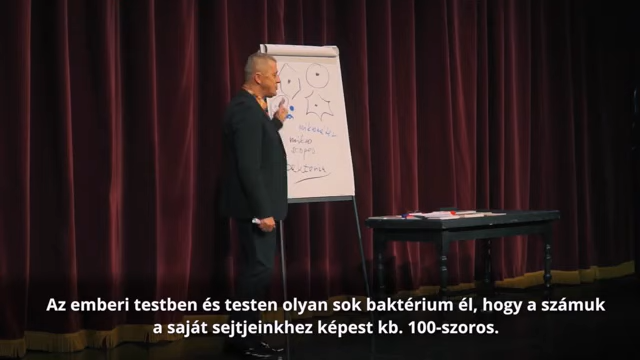 Az emberi testben és testen olyan sok baktérium él, hogy a számuk
a saját sejtjeinkhez képest kb. 100-szoros.